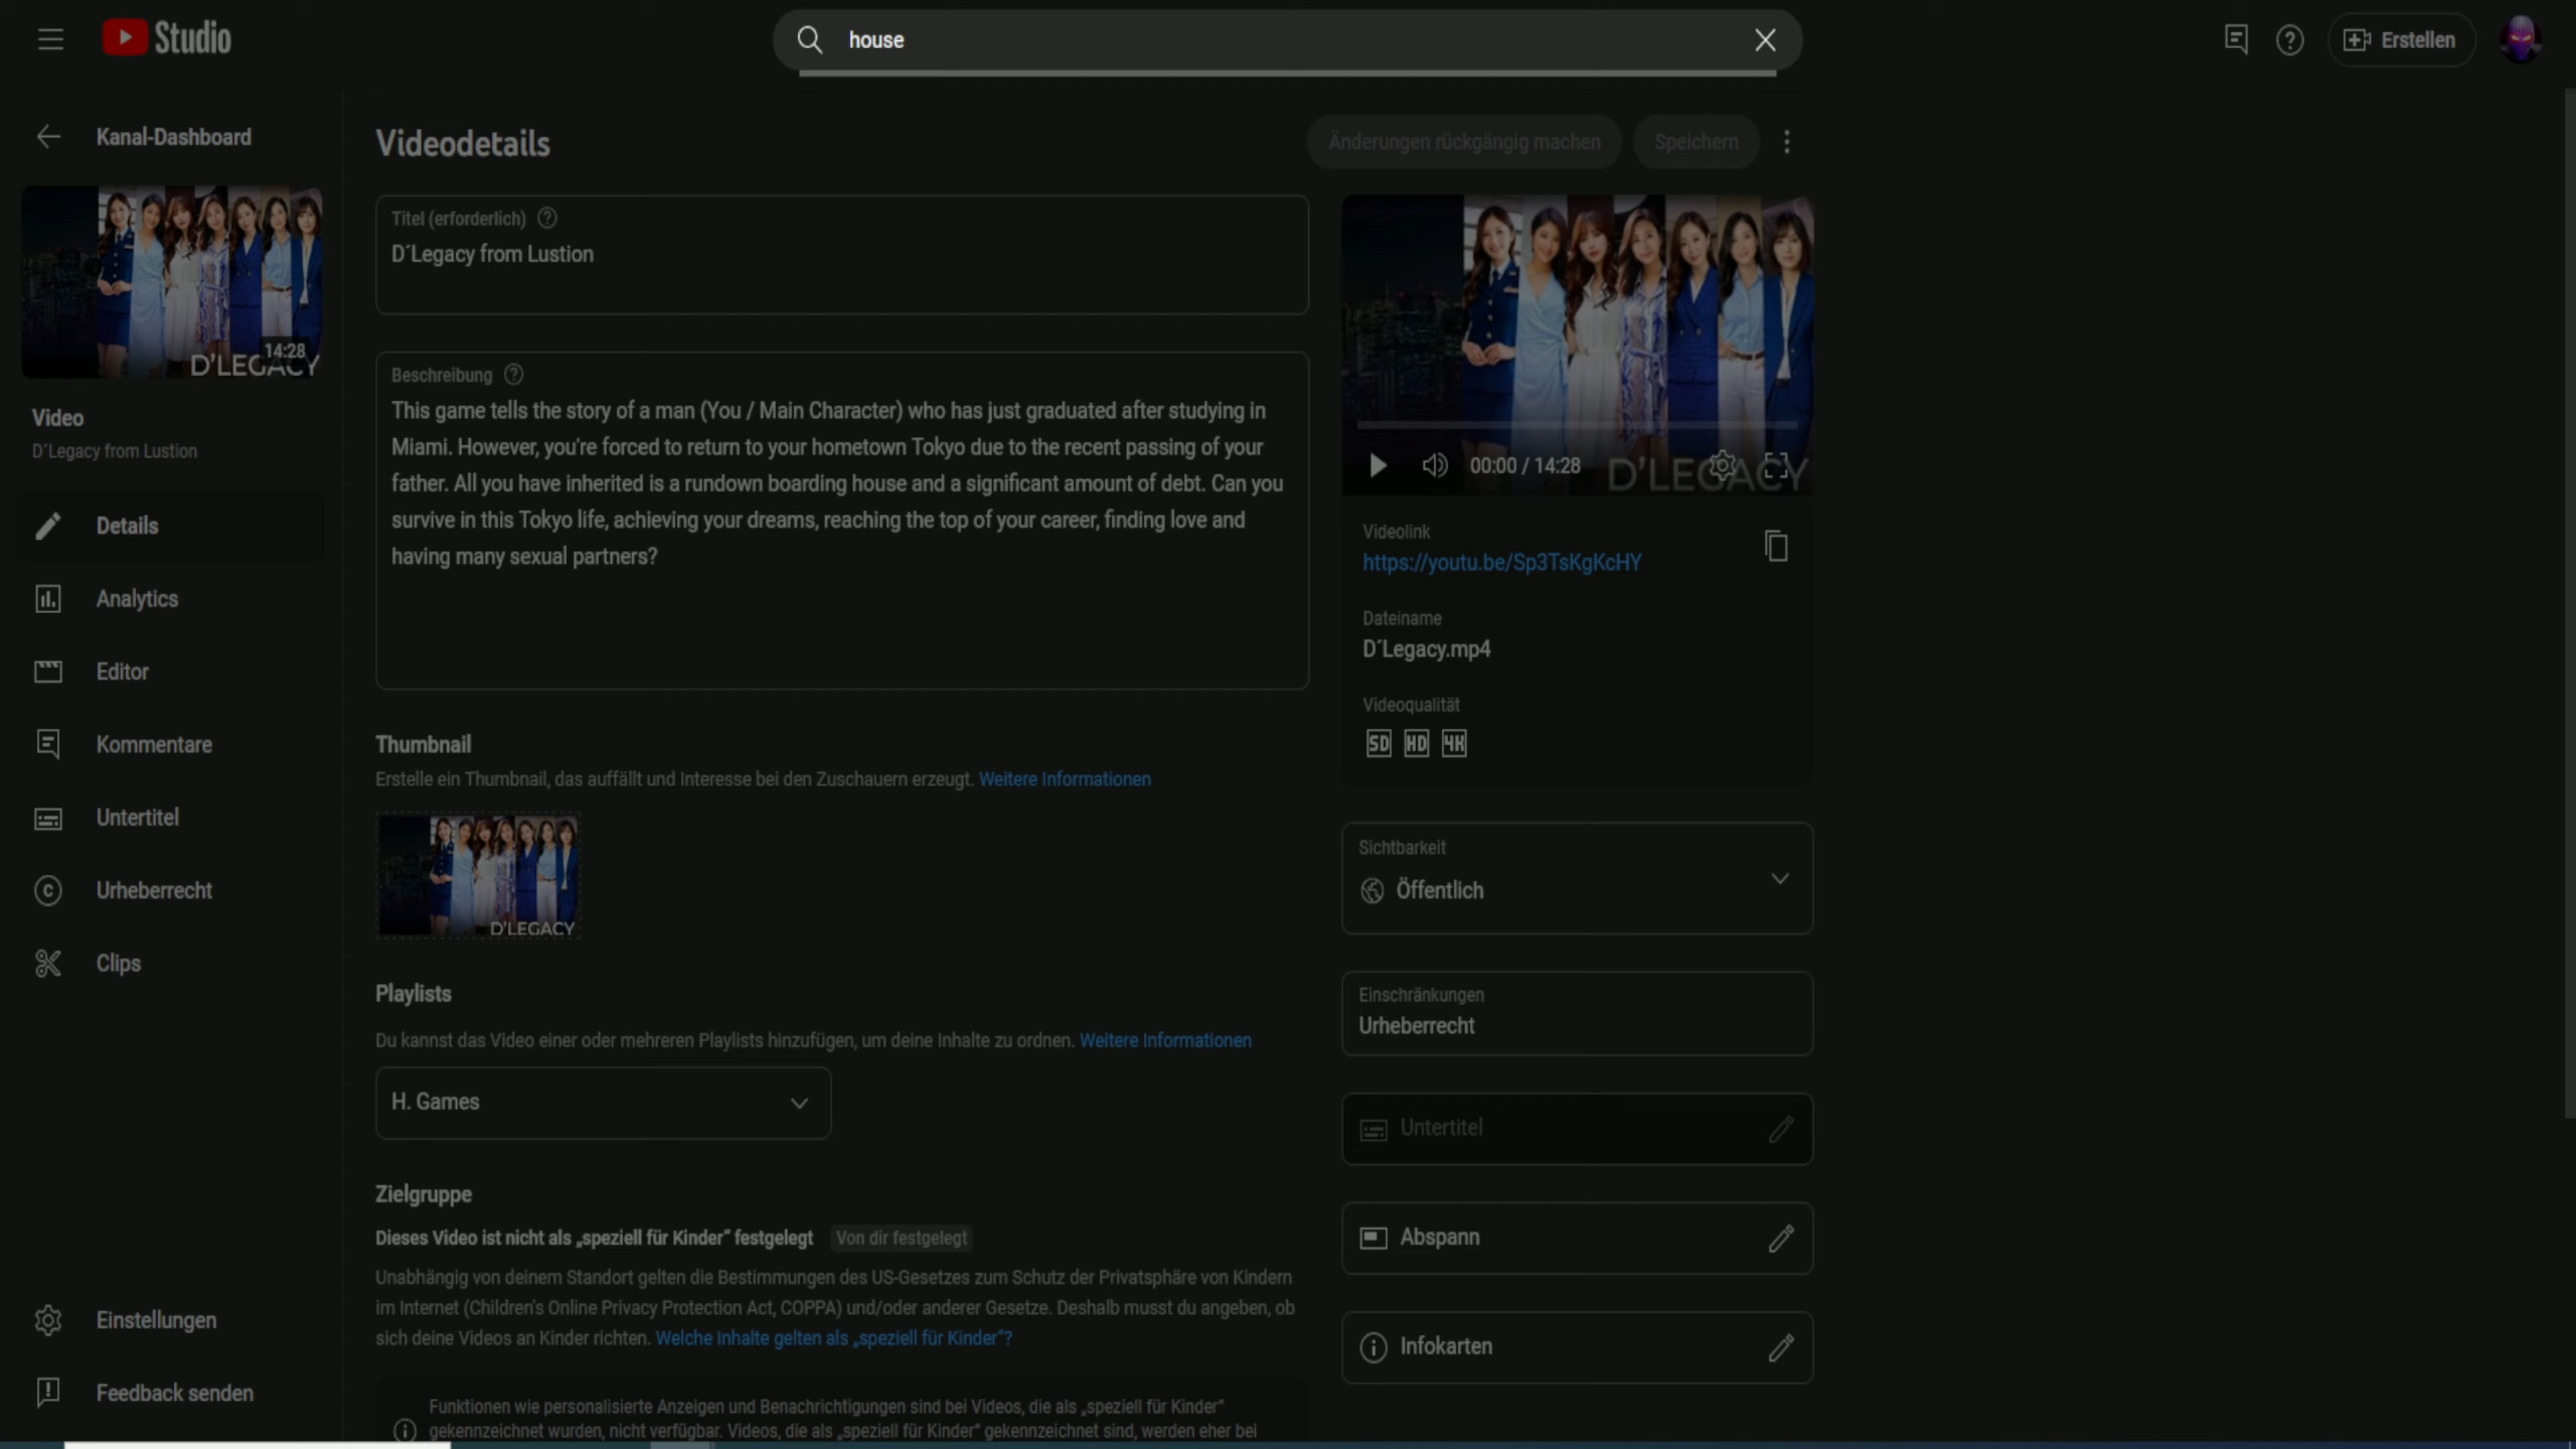 Studio
house
Erstellen
Kanal-Dashboard
14:28
D'LEGACY
Video
D´Legacy from Lustion
Details
Analytics
Editor
Kommentare
Untertitel
Urheberrecht
Clips
Einstellungen
Feedback senden
Videodetails
Änderungen rückgängig machen
Speichern
Titel (erforderlich)
D´Legacy from Lustion
Beschreibung
This game tells the story of a man (You / Main Character) who has just graduated after studying in
Miami. However, you're forced to return to your hometown Tokyo due to the recent passing of your
father. All you have inherited is a rundown boarding house and a significant amount of debt. Can you
survive in this Tokyo life, achieving your dreams, reaching the top of your career, finding love and
having many sexual partners?
Thumbnail
Erstelle ein Thumbnail, das auffällt und Interesse bei den Zuschauern erzeugt. Weitere Informationen
D'LEGACY
Playlists
Du kannst das Video einer oder mehreren Playlists hinzufügen, um deine Inhalte zu ordnen. Weitere Informationen
H. Games
Zielgruppe
Dieses Video ist nicht als „speziell für Kinder“ festgelegt Von dir festgelegt
Unabhängig von deinem Standort gelten die Bestimmungen des US-Gesetzes zum Schutz der Privatsphäre von Kindern
im Internet (Children's Online Privacy Protection Act, COPPA) und/oder anderer Gesetze. Deshalb musst du angeben, ob
sich deine Videos an Kinder richten. Welche Inhalte gelten als „speziell für Kinder“?
Funktionen wie personalisierte Anzeigen und Benachrichtigungen sind bei Videos, die als „speziell für Kinder“
gekennzeichnet wurden, nicht verfügbar. Videos, die als „speziell für Kinder“ gekennzeichnet sind, werden eher bei
00:00 / 14:28
D'LEGACY
Videolink
https://youtu.be/Sp3TsKgKcHY
Dateiname
D´Legacy.mp4
Videoqualität
SD HD 4K
Sichtbarkeit
Öffentlich
Einschränkungen
Urheberrecht
Untertitel
Abspann
Infokarten